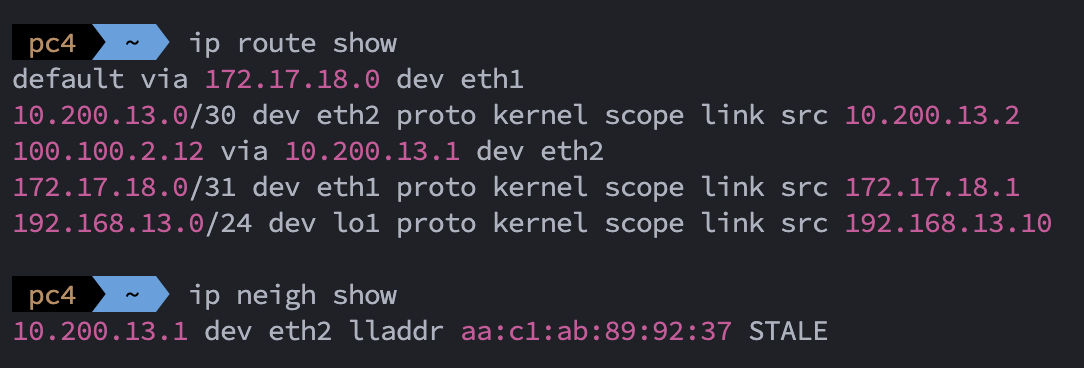 pc4 ~ ip route show
default via 172.17.18.0 dev eth1
10.200.13.0/30 dev eth2 proto kernel scope link src 10.200.13.2
100.100.2.12 via 10.200.13.1 dev eth2
172.17.18.0/31 dev eth1 proto kernel scope link src 172.17.18.1
192.168.13.0/24 dev lo1 proto kernel scope link src 192.168.13.10
pc4 ~ ip neigh show
10.200.13.1 dev eth2 lladdr aa:c1:ab:89:92:37 STALE